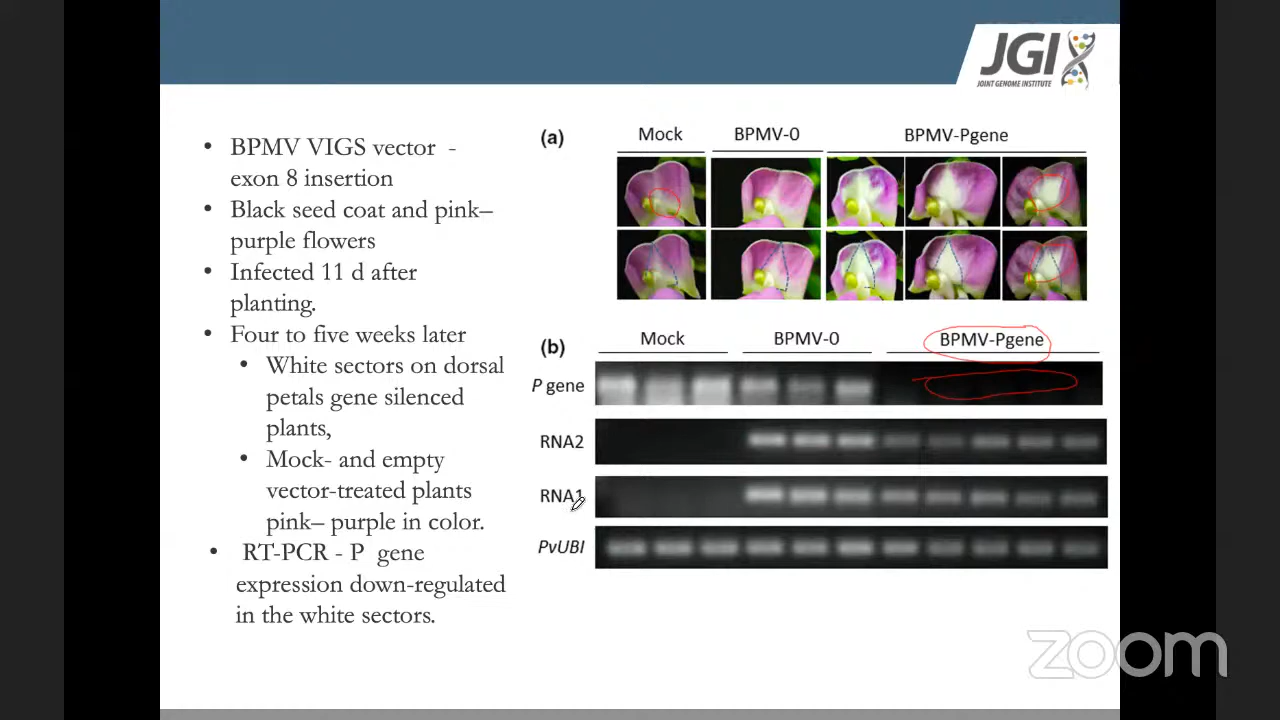 JGI
JOINT GENOME INSTITUTE
• BPMV VIGS vector -
exon 8 insertion
• Black seed coat and pink–
purple flowers
• Infected 11 d after
planting.
• Four to five weeks later
• White sectors on dorsal
petals gene silenced
plants,
• Mock- and empty
vector-treated plants
pink– purple in color.
• RT-PCR - P gene
expression down-regulated
in the white sectors.
(a) Mock BPMV-0 BPMV-Pgene
(b) Mock BPMV-0 BPMV-Pgene
P gene
RNA2
RNA1
PvUBI
zoom